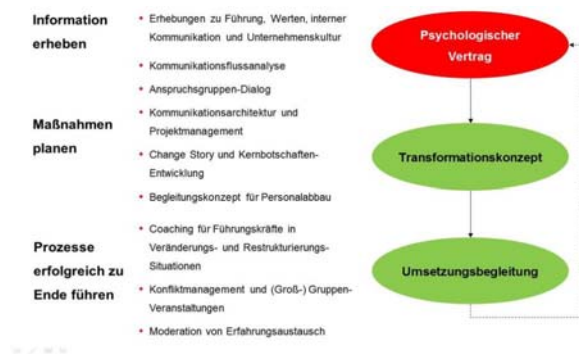 Information
erheben
• Erhebungen zu Führung, Werten, interner
Kommunikation und Unternehmenskultur
• Kommunikationsflussanalyse
• Anspruchsgruppen-Dialog
Maßnahmen
planen
• Kommunikationsarchitektur und
Projektmanagement
• Change Story und Kernbotschaften-
Entwicklung
• Begleitungskonzept für Personalabbau
Prozesse
erfolgreich zu
Ende führen
• Coaching für Führungskräfte in
Veränderungs- und Restrukturierungs-
Situationen
• Konfliktmanagement und (Groß-) Gruppen-
Veranstaltungen
• Moderation von Erfahrungsaustausch
Psychologischer
Vertrag
Transformationskonzept
Umsetzungsbegleitung